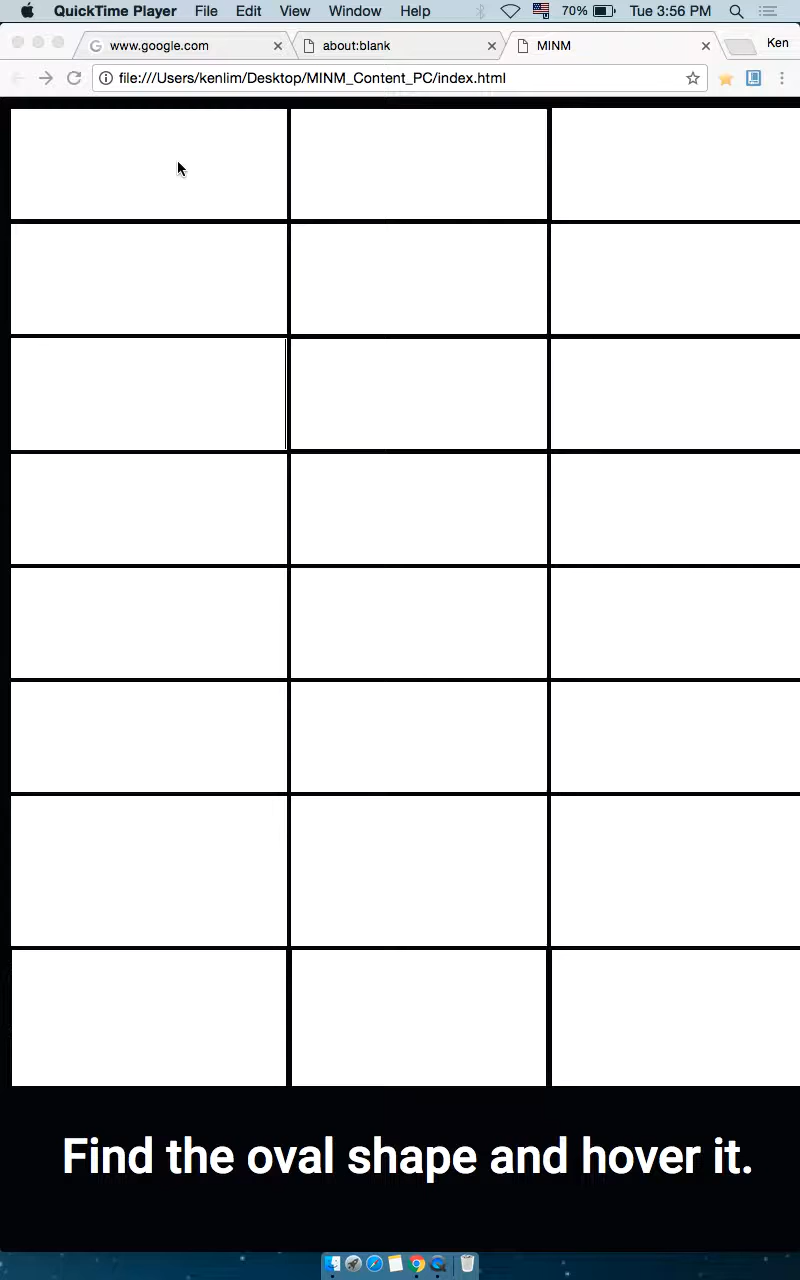 QuickTime Player File Edit View Window Help 70% Tue 3:56 PM
www.google.com about:blank MINM Ken
file:///Users/kenlim/Desktop/MINM_Content_PC/index.html
Find the oval shape and hover it.